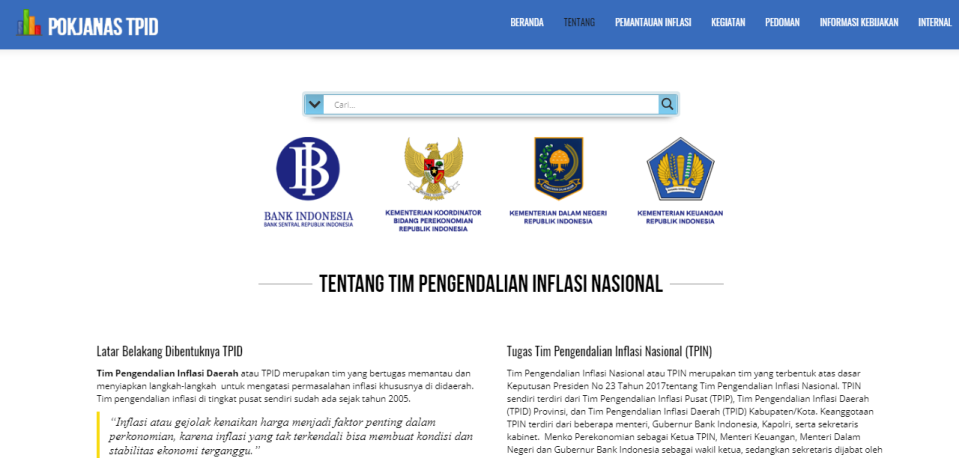 POKJANAS TPID
BERANDA TENTANG PEMANTAUAN INFLASI KEGIATAN PEDOMAN INFORMASI KEBIJAKAN INTERNAL
Cari...
BANK INDONESIA
BANK SENTRAL REPUBLIK INDONESIA
KEMENTERIAN KOORDINATOR
BIDANG PEREKONOMIAN
REPUBLIK INDONESIA
KEMENTERIAN DALAM NEGERI
REPUBLIK INDONESIA
KEMENTERIAN KEUANGAN
REPUBLIK INDONESIA
TENTANG TIM PENGENDALIAN INFLASI NASIONAL
Latar Belakang Dibentuknya TPID
Tim Pengendalian Inflasi Daerah atau TPID merupakan tim yang bertugas memantau dan
menyiapkan langkah-langkah untuk mengatasi permasalahan inflasi khususnya di didaerah.
Tim pengendalian inflasi di tingkat pusat sendiri sudah ada sejak tahun 2005.
"Inflasi atau gejolak kenaikan harga menjadi faktor penting dalam
perkonomian, karena inflasi yang tak terkendali bisa membuat kondisi dan
stabilitas ekonomi terganggu."
Tugas Tim Pengendalian Inflasi Nasional (TPIN)
Tim Pengendalian Inflasi Nasional atau TPIN merupakan tim yang terbentuk atas dasar
Keputusan Presiden No 23 Tahun 2017tentang Tim Pengendalian Inflasi Nasional. TPIN
sendiri terdiri dari Tim Pengendalian Inflasi Pusat (TPIP), Tim Pengendalian Inflasi Daerah
(TPID) Provinsi, dan Tim Pengendalian Inflasi Daerah (TPID) Kabupaten/Kota. Keanggotaan
TPIN terdiri dari beberapa menteri, Gubernur Bank Indonesia, Kapolri, serta sekretaris
kabinet. Menko Perekonomian sebagai Ketua TPIN, Menteri Keuangan, Menteri Dalam
Negeri dan Gubernur Bank Indonesia sebagai wakil ketua, sedangkan sekretaris dijabat oleh